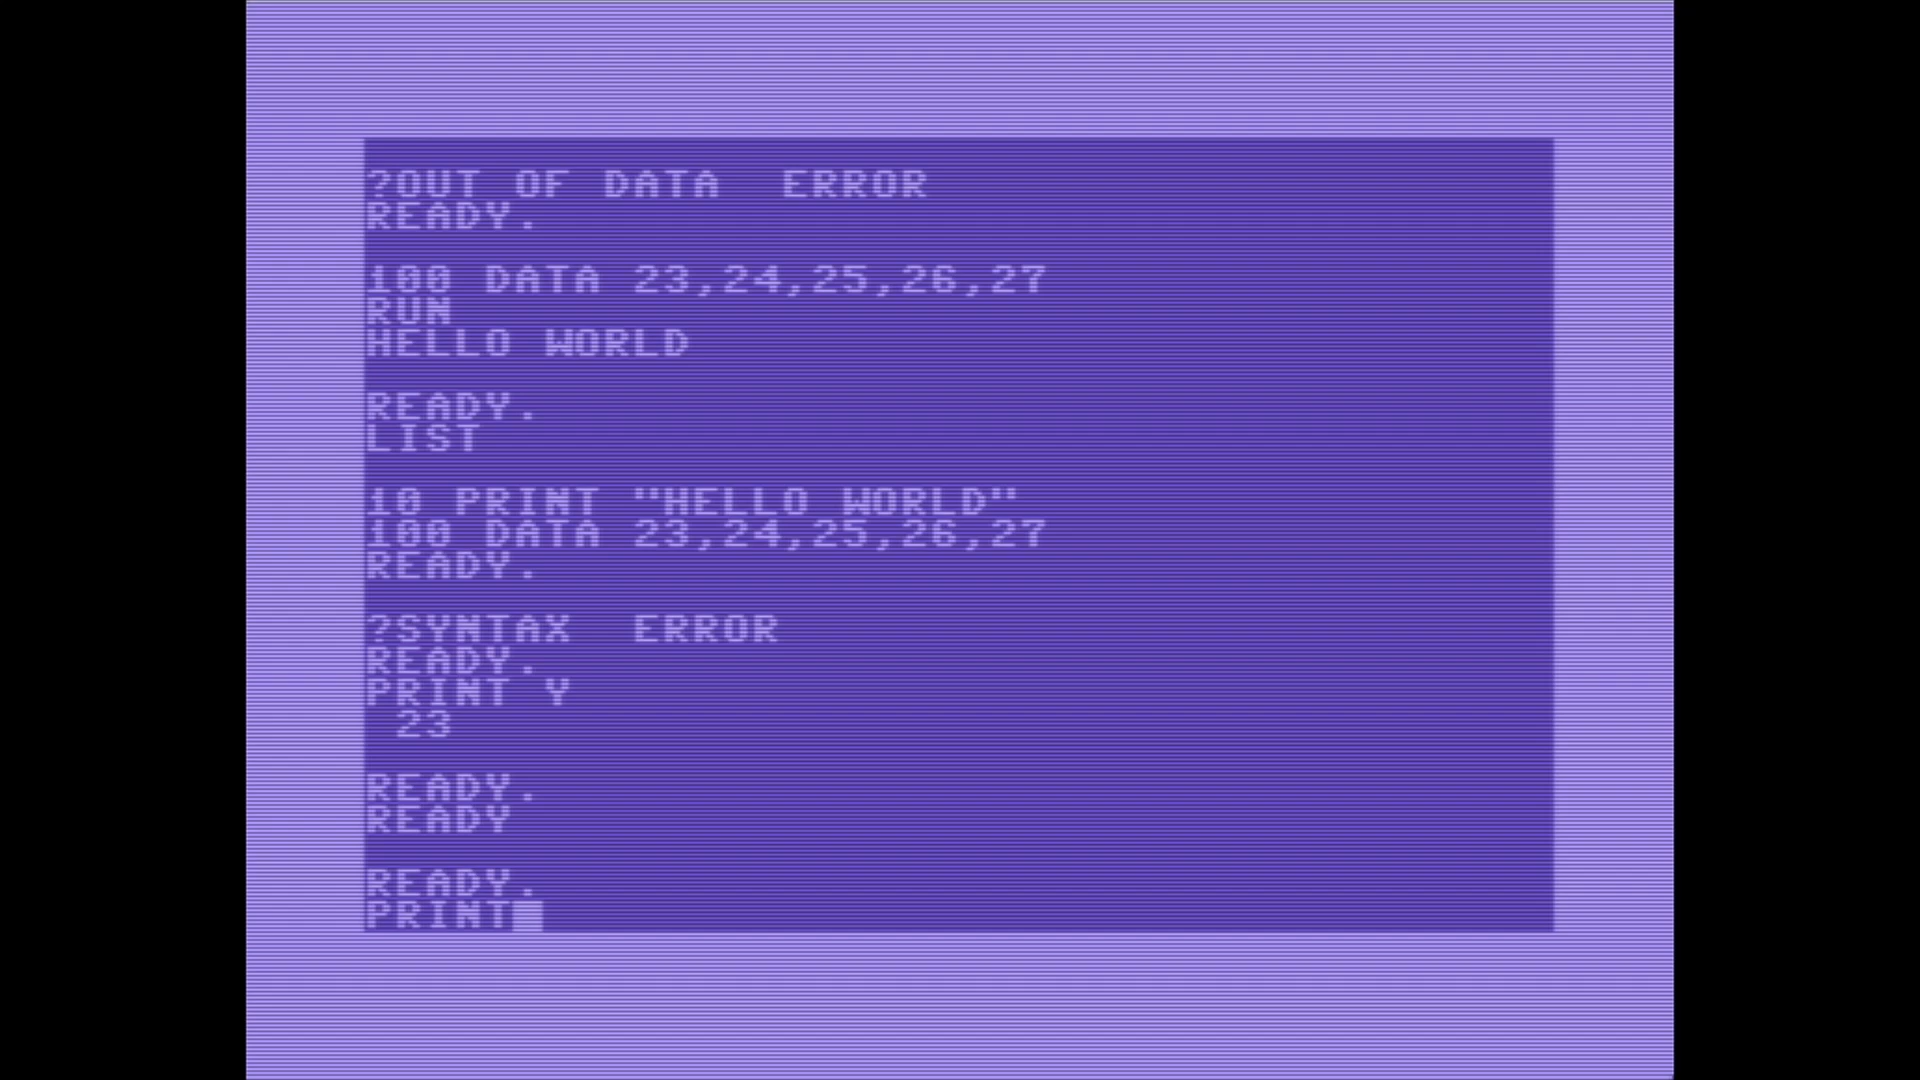 ?OUT OF DATA  ERROR
READY.
100 DATA 23,24,25,26,27
RUN
HELLO WORLD
READY.
LIST
10 PRINT "HELLO WORLD"
100 DATA 23,24,25,26,27
READY.
?SYNTAX  ERROR
READY.
PRINT Y
 23
READY.
READY
READY.
PRINT